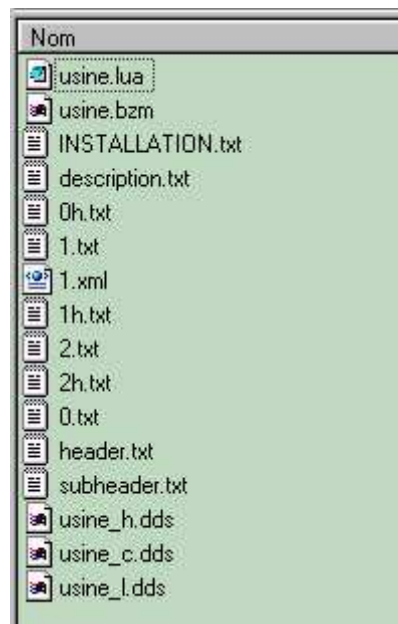 Nom
usine.lua
usine.bzm
INSTALLATION.txt
description.txt
0h.txt
1.txt
1.xml
1h.txt
2.txt
2h.txt
0.txt
header.txt
subheader.txt
usine_h.dds
usine_c.dds
usine_l.dds